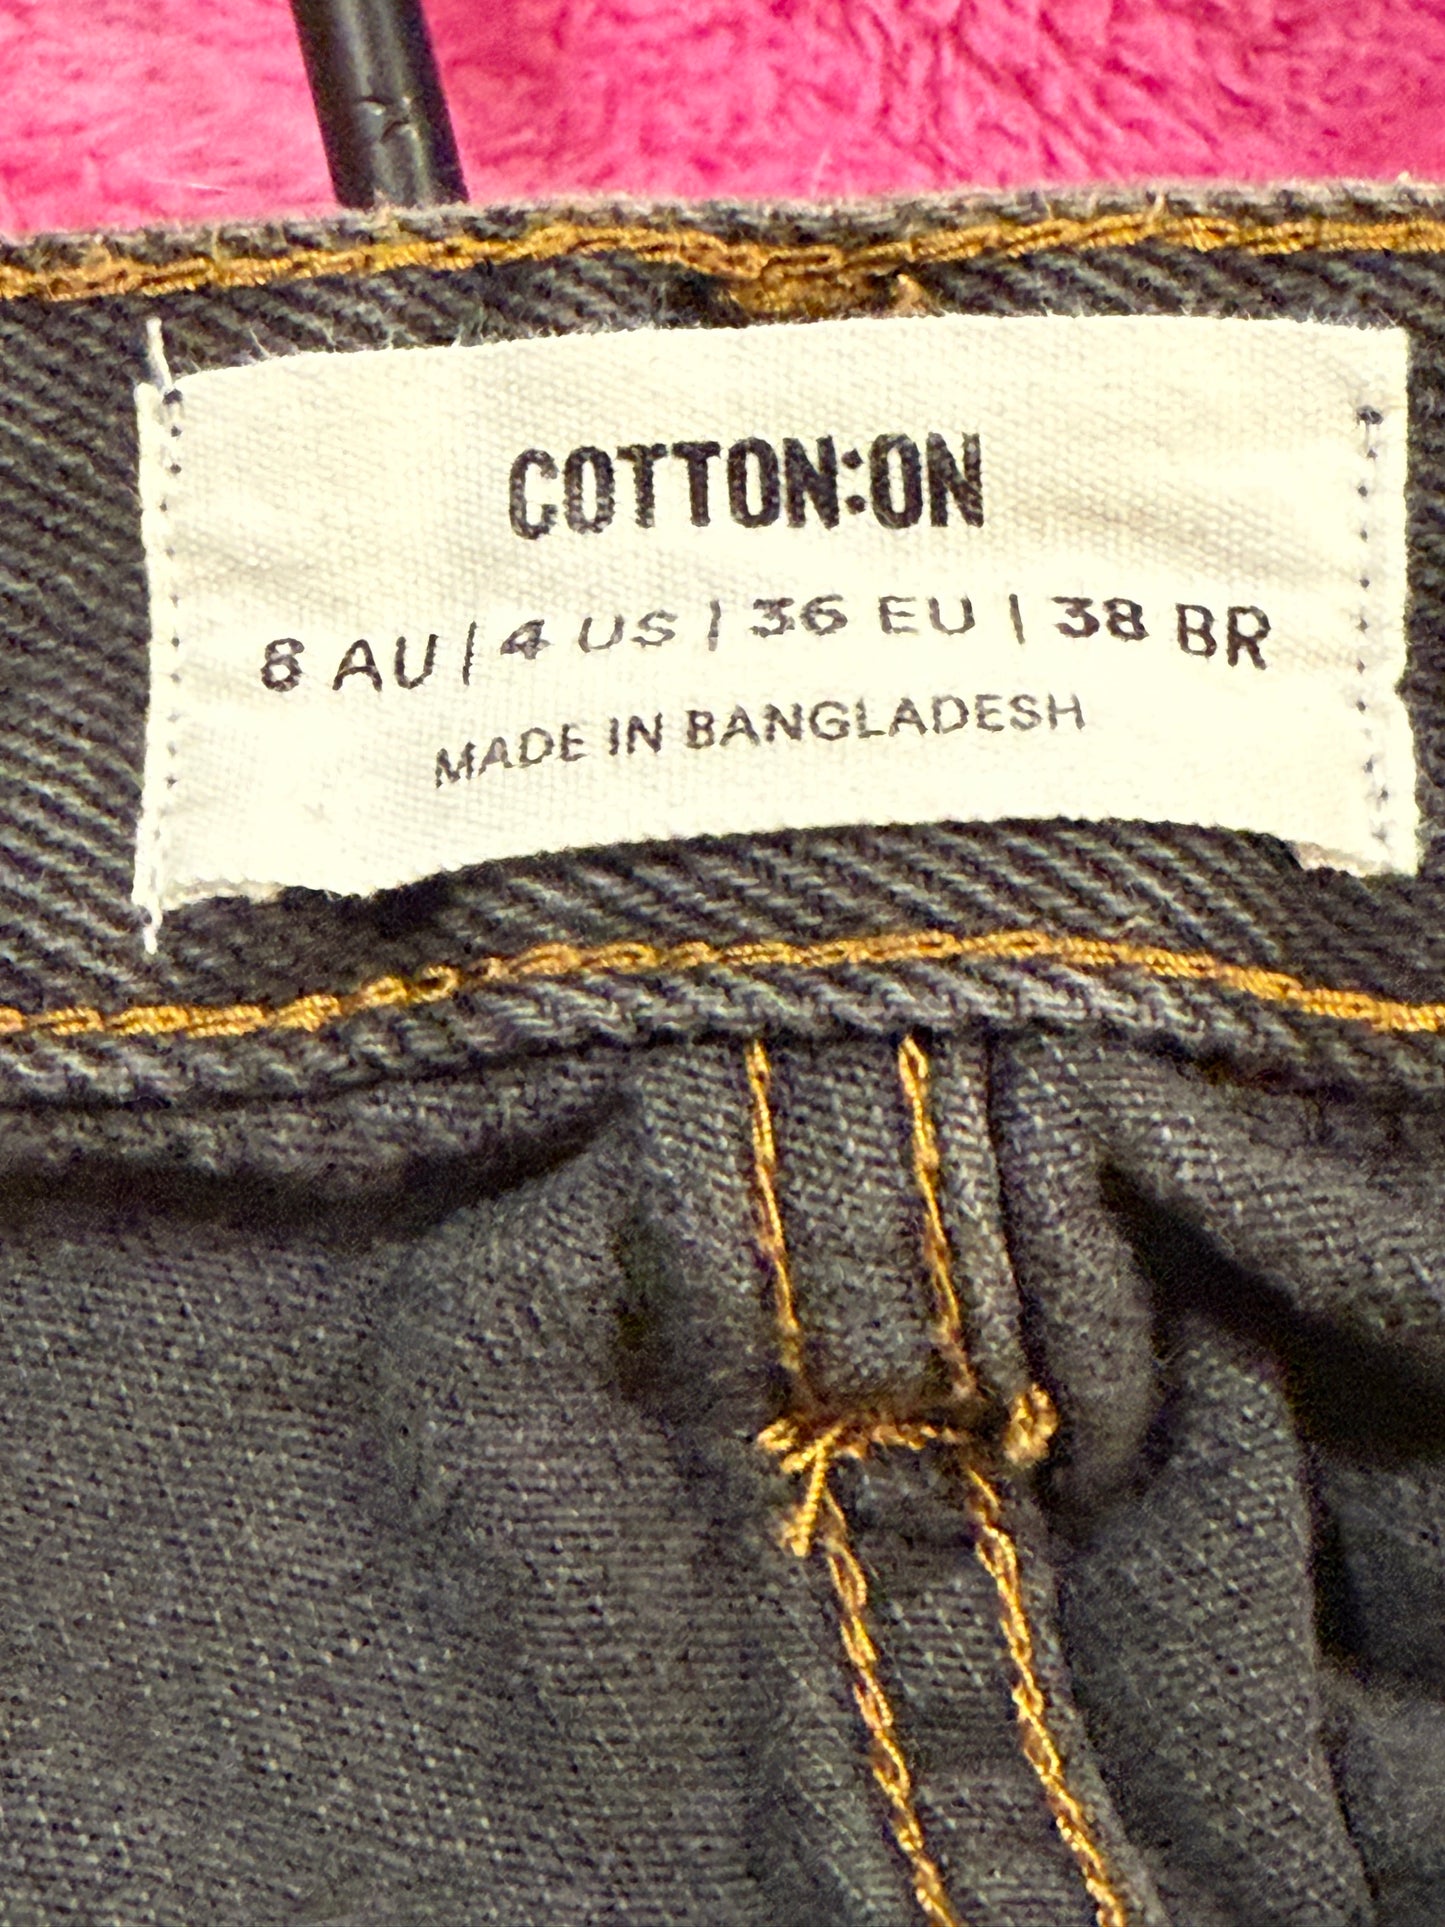 COTTON:ON
8 AU | 4 US | 36 EU | 38 BR
MADE IN BANGLADESH